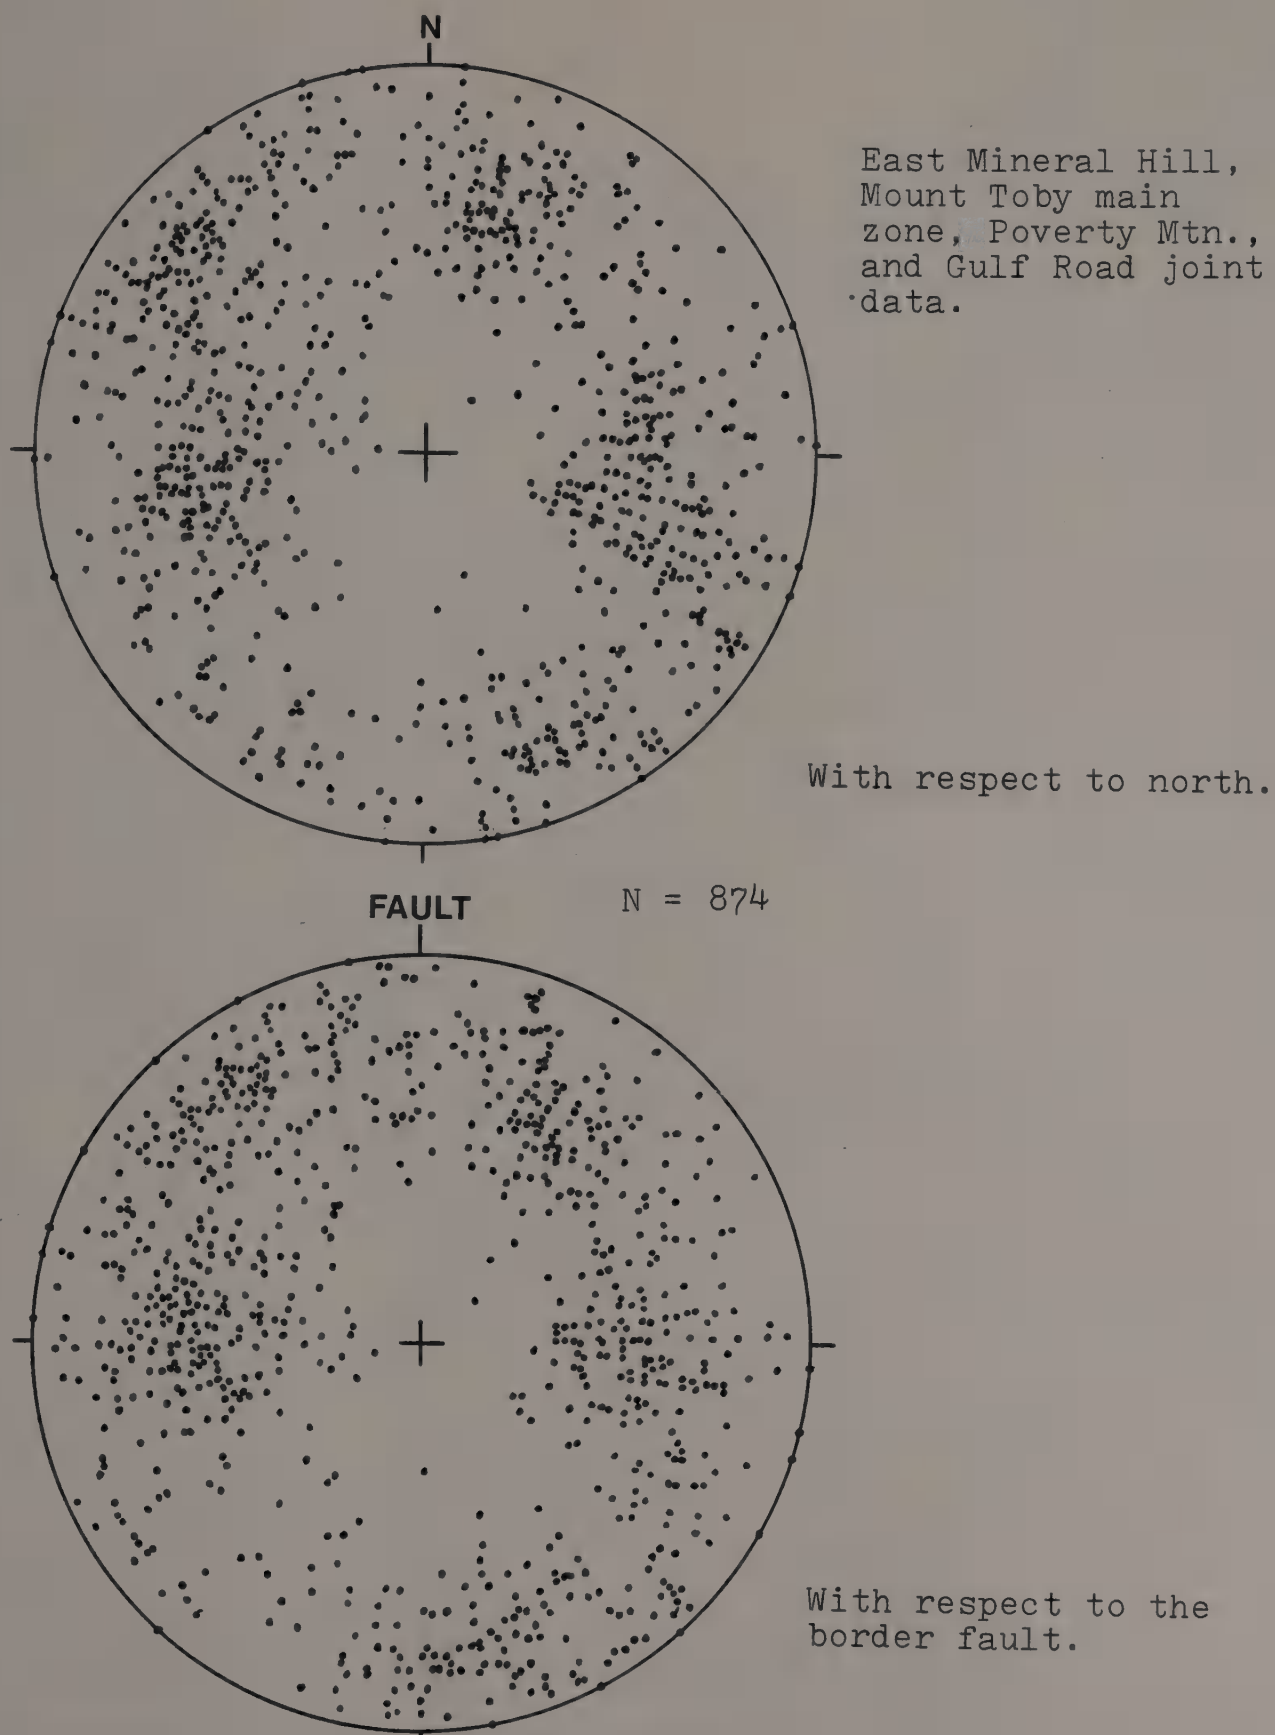 N
East Mineral Hill,
Mount Toby main
zone, Poverty Mtn.,
and Gulf Road joint
data.
With respect to north.
FAULT
N = 874
With respect to the
border fault.